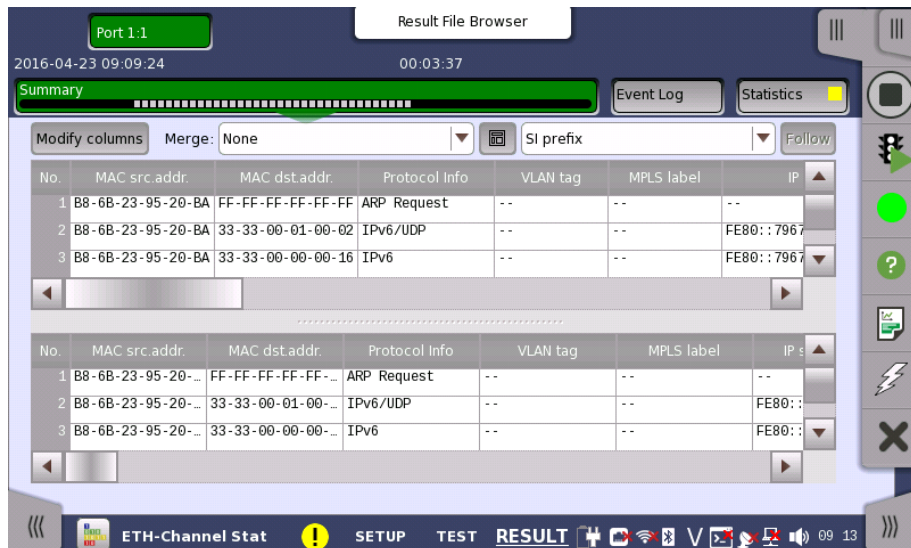 Result File Browser
Port 1:1
2016-04-23 09:09:24 00:03:37
Summary Event Log Statistics
Modify columns Merge: None SI prefix Follow
No. MAC src.addr. MAC dst.addr. Protocol Info VLAN tag MPLS label IP
1 B8-6B-23-95-20-BA FF-FF-FF-FF-FF-FF ARP Request -- -- --
2 B8-6B-23-95-20-BA 33-33-00-01-00-02 IPv6/UDP -- -- FE80::7967
3 B8-6B-23-95-20-BA 33-33-00-00-00-16 IPv6 -- -- FE80::7967
No. MAC src.addr. MAC dst.addr. Protocol Info VLAN tag MPLS label IP s
1 B8-6B-23-95-20-… FF-FF-FF-FF-FF-… ARP Request -- -- --
2 B8-6B-23-95-20-… 33-33-00-01-00-… IPv6/UDP -- -- FE80::
3 B8-6B-23-95-20-… 33-33-00-00-00-… IPv6 -- -- FE80::
ETH-Channel Stat SETUP TEST RESULT V 09 13